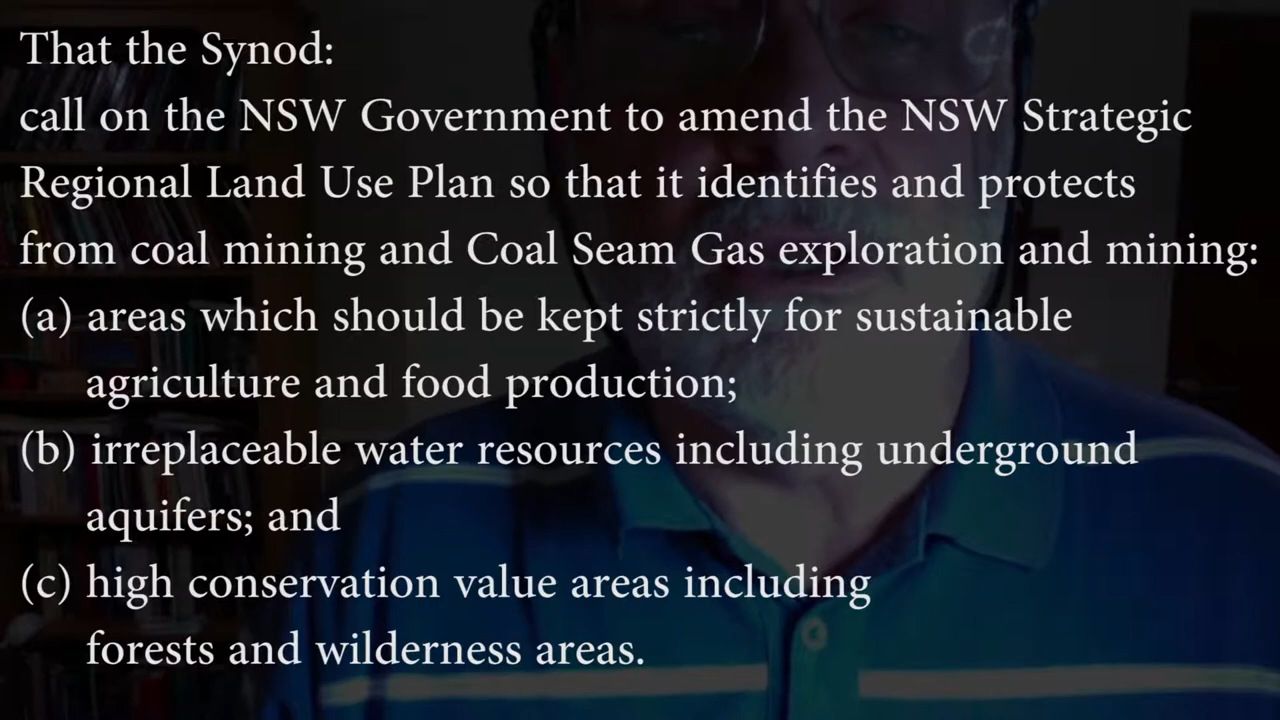 That the Synod:
call on the NSW Government to amend the NSW Strategic
Regional Land Use Plan so that it identifies and protects
from coal mining and Coal Seam Gas exploration and mining:
(a) areas which should be kept strictly for sustainable
agriculture and food production;
(b) irreplaceable water resources including underground
aquifers; and
(c) high conservation value areas including
forests and wilderness areas.